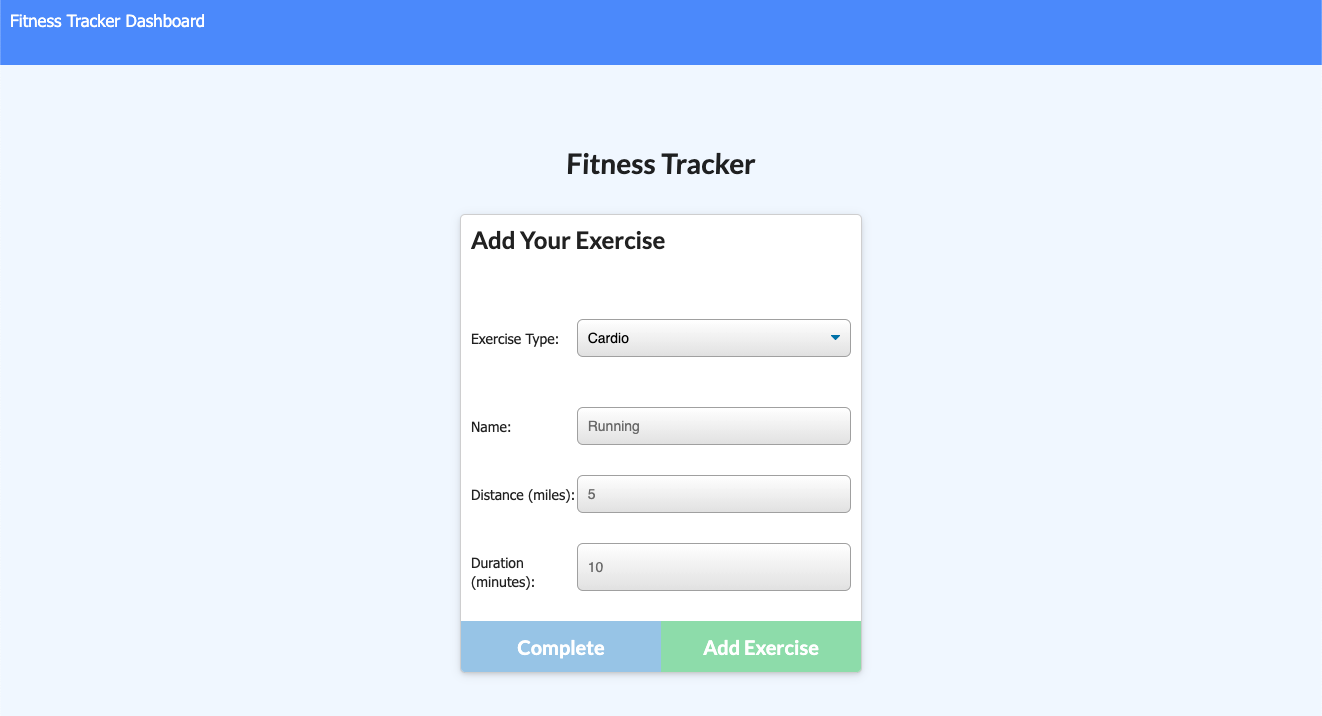 Fitness Tracker Dashboard
Fitness Tracker
Add Your Exercise
Exercise Type: Cardio
Name: Running
Distance (miles): 5
Duration (minutes): 10
Complete Add Exercise